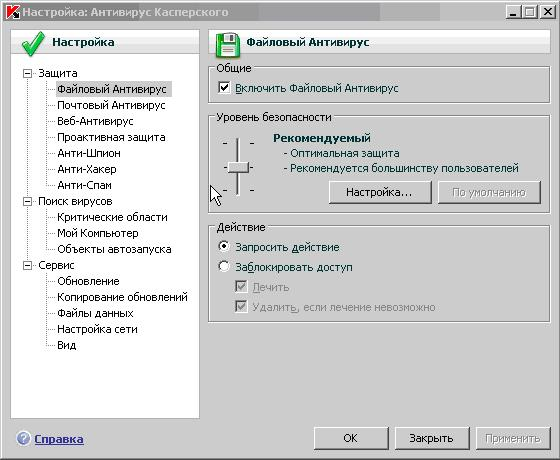 Настройка: Антивирус Касперского
Настройка
Защита
Файловый Антивирус
Почтовый Антивирус
Веб-Антивирус
Проактивная защита
Анти-Шпион
Анти-Хакер
Анти-Спам
Поиск вирусов
Критические области
Мой Компьютер
Объекты автозапуска
Сервис
Обновление
Копирование обновлений
Файлы данных
Настройка сети
Вид
Файловый Антивирус
Общие
Включить Файловый Антивирус
Уровень безопасности
Рекомендуемый
- Оптимальная защита
- Рекомендуется большинству пользователей
Настройка...
По умолчанию
Действие
Запросить действие
Заблокировать доступ
Лечить
Удалить, если лечение невозможно
Справка
ОК
Закрыть
Применить